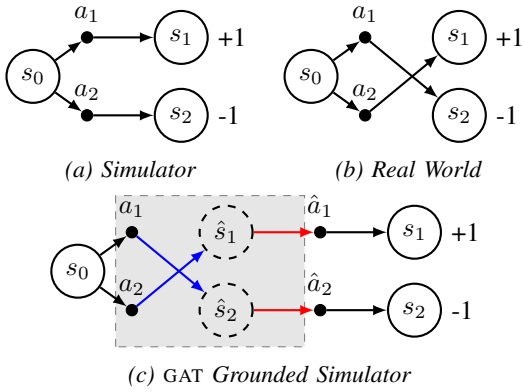 a₁ a₁
s₀ s₁ +1 s₀ s₁ +1
a₂ a₂
s₂ -1 s₂ -1
(a) Simulator (b) Real World
a₁ ŝ₁ â₁ s₁ +1
s₀
a₂ ŝ₂ â₂ s₂ -1
(c) GAT Grounded Simulator